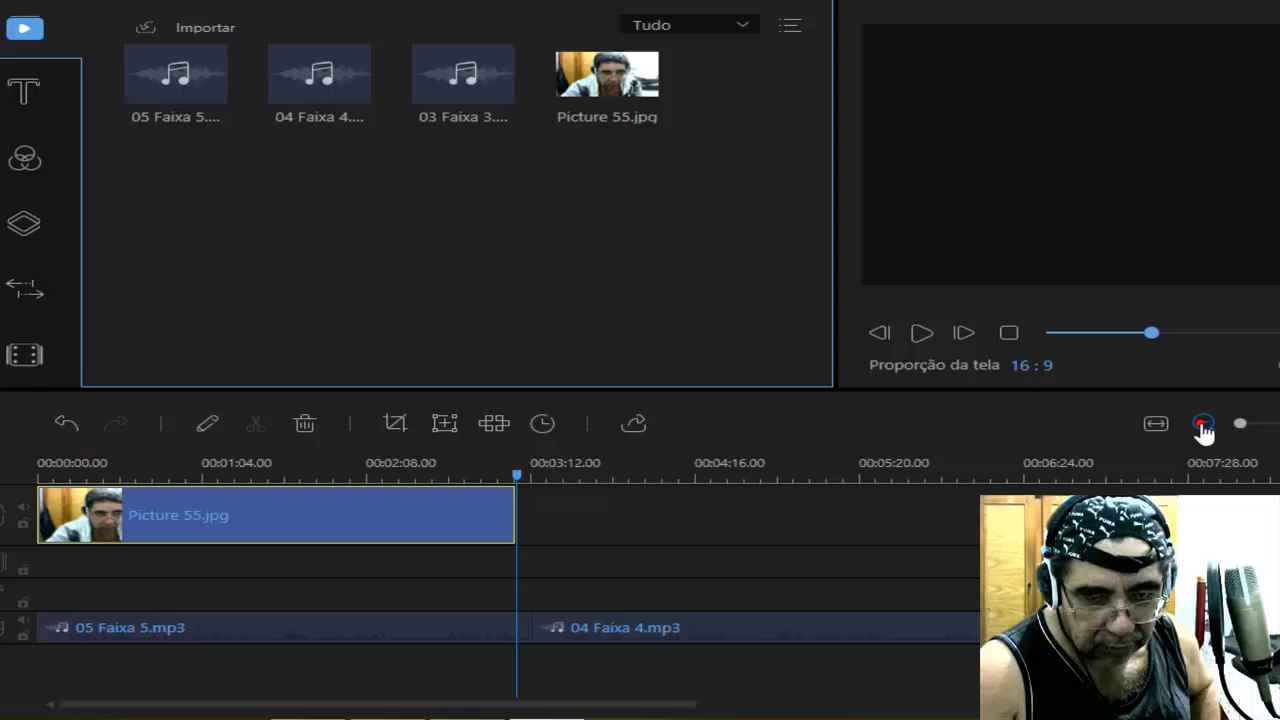 Importar
Tudo
05 Faixa 5....
04 Faixa 4....
03 Faixa 3....
Picture 55.jpg
Proporção da tela 16 : 9
00:00:00.00
00:01:04.00
00:02:08.00
00:03:12.00
00:04:16.00
00:05:20.00
00:06:24.00
00:07:28.00
Picture 55.jpg
05 Faixa 5.mp3
04 Faixa 4.mp3
PUMA